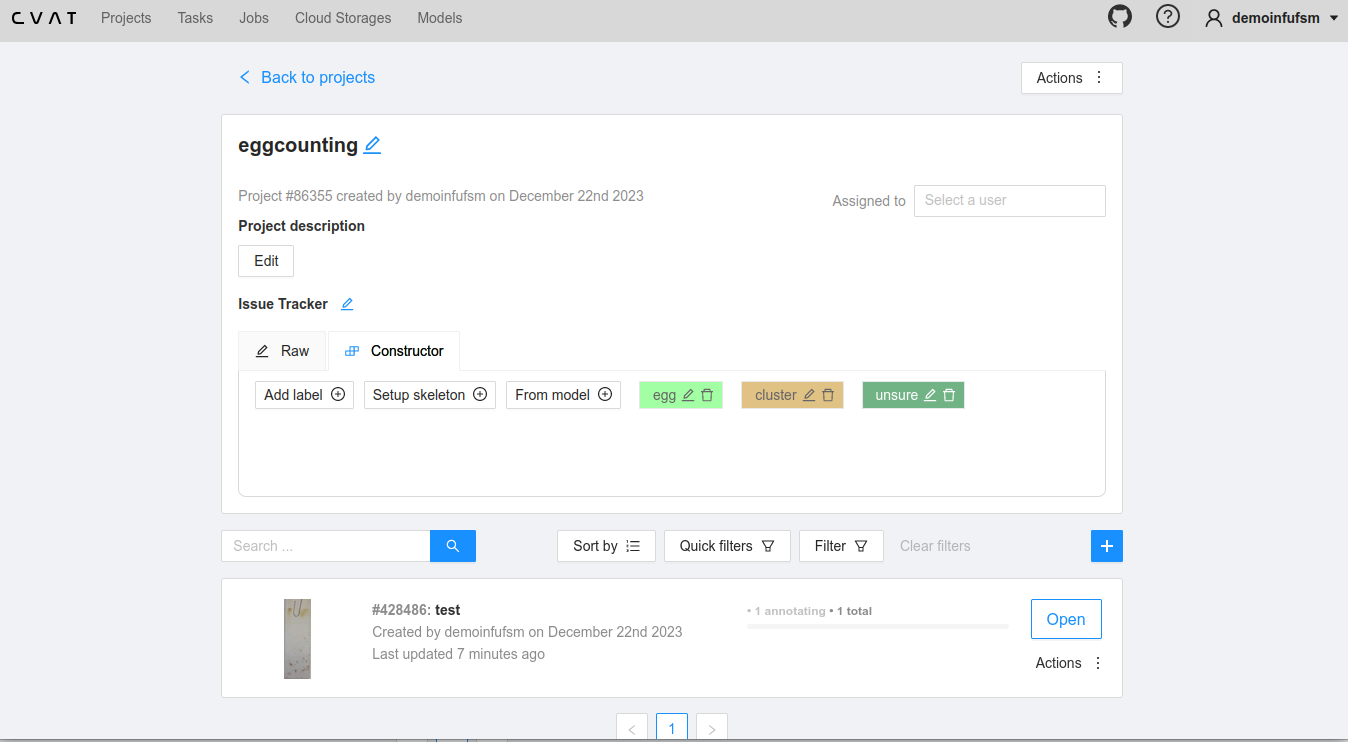 CVAT Projects Tasks Jobs Cloud Storages Models demoinfufsm
Back to projects Actions
eggcounting
Project #86355 created by demoinfufsm on December 22nd 2023
Assigned to Select a user
Project description
Edit
Issue Tracker
Raw Constructor
Add label Setup skeleton From model egg cluster unsure
Search ... Sort by Quick filters Filter Clear filters +
#428486: test • 1 annotating • 1 total Open
Created by demoinfufsm on December 22nd 2023
Last updated 7 minutes ago Actions
< 1 >